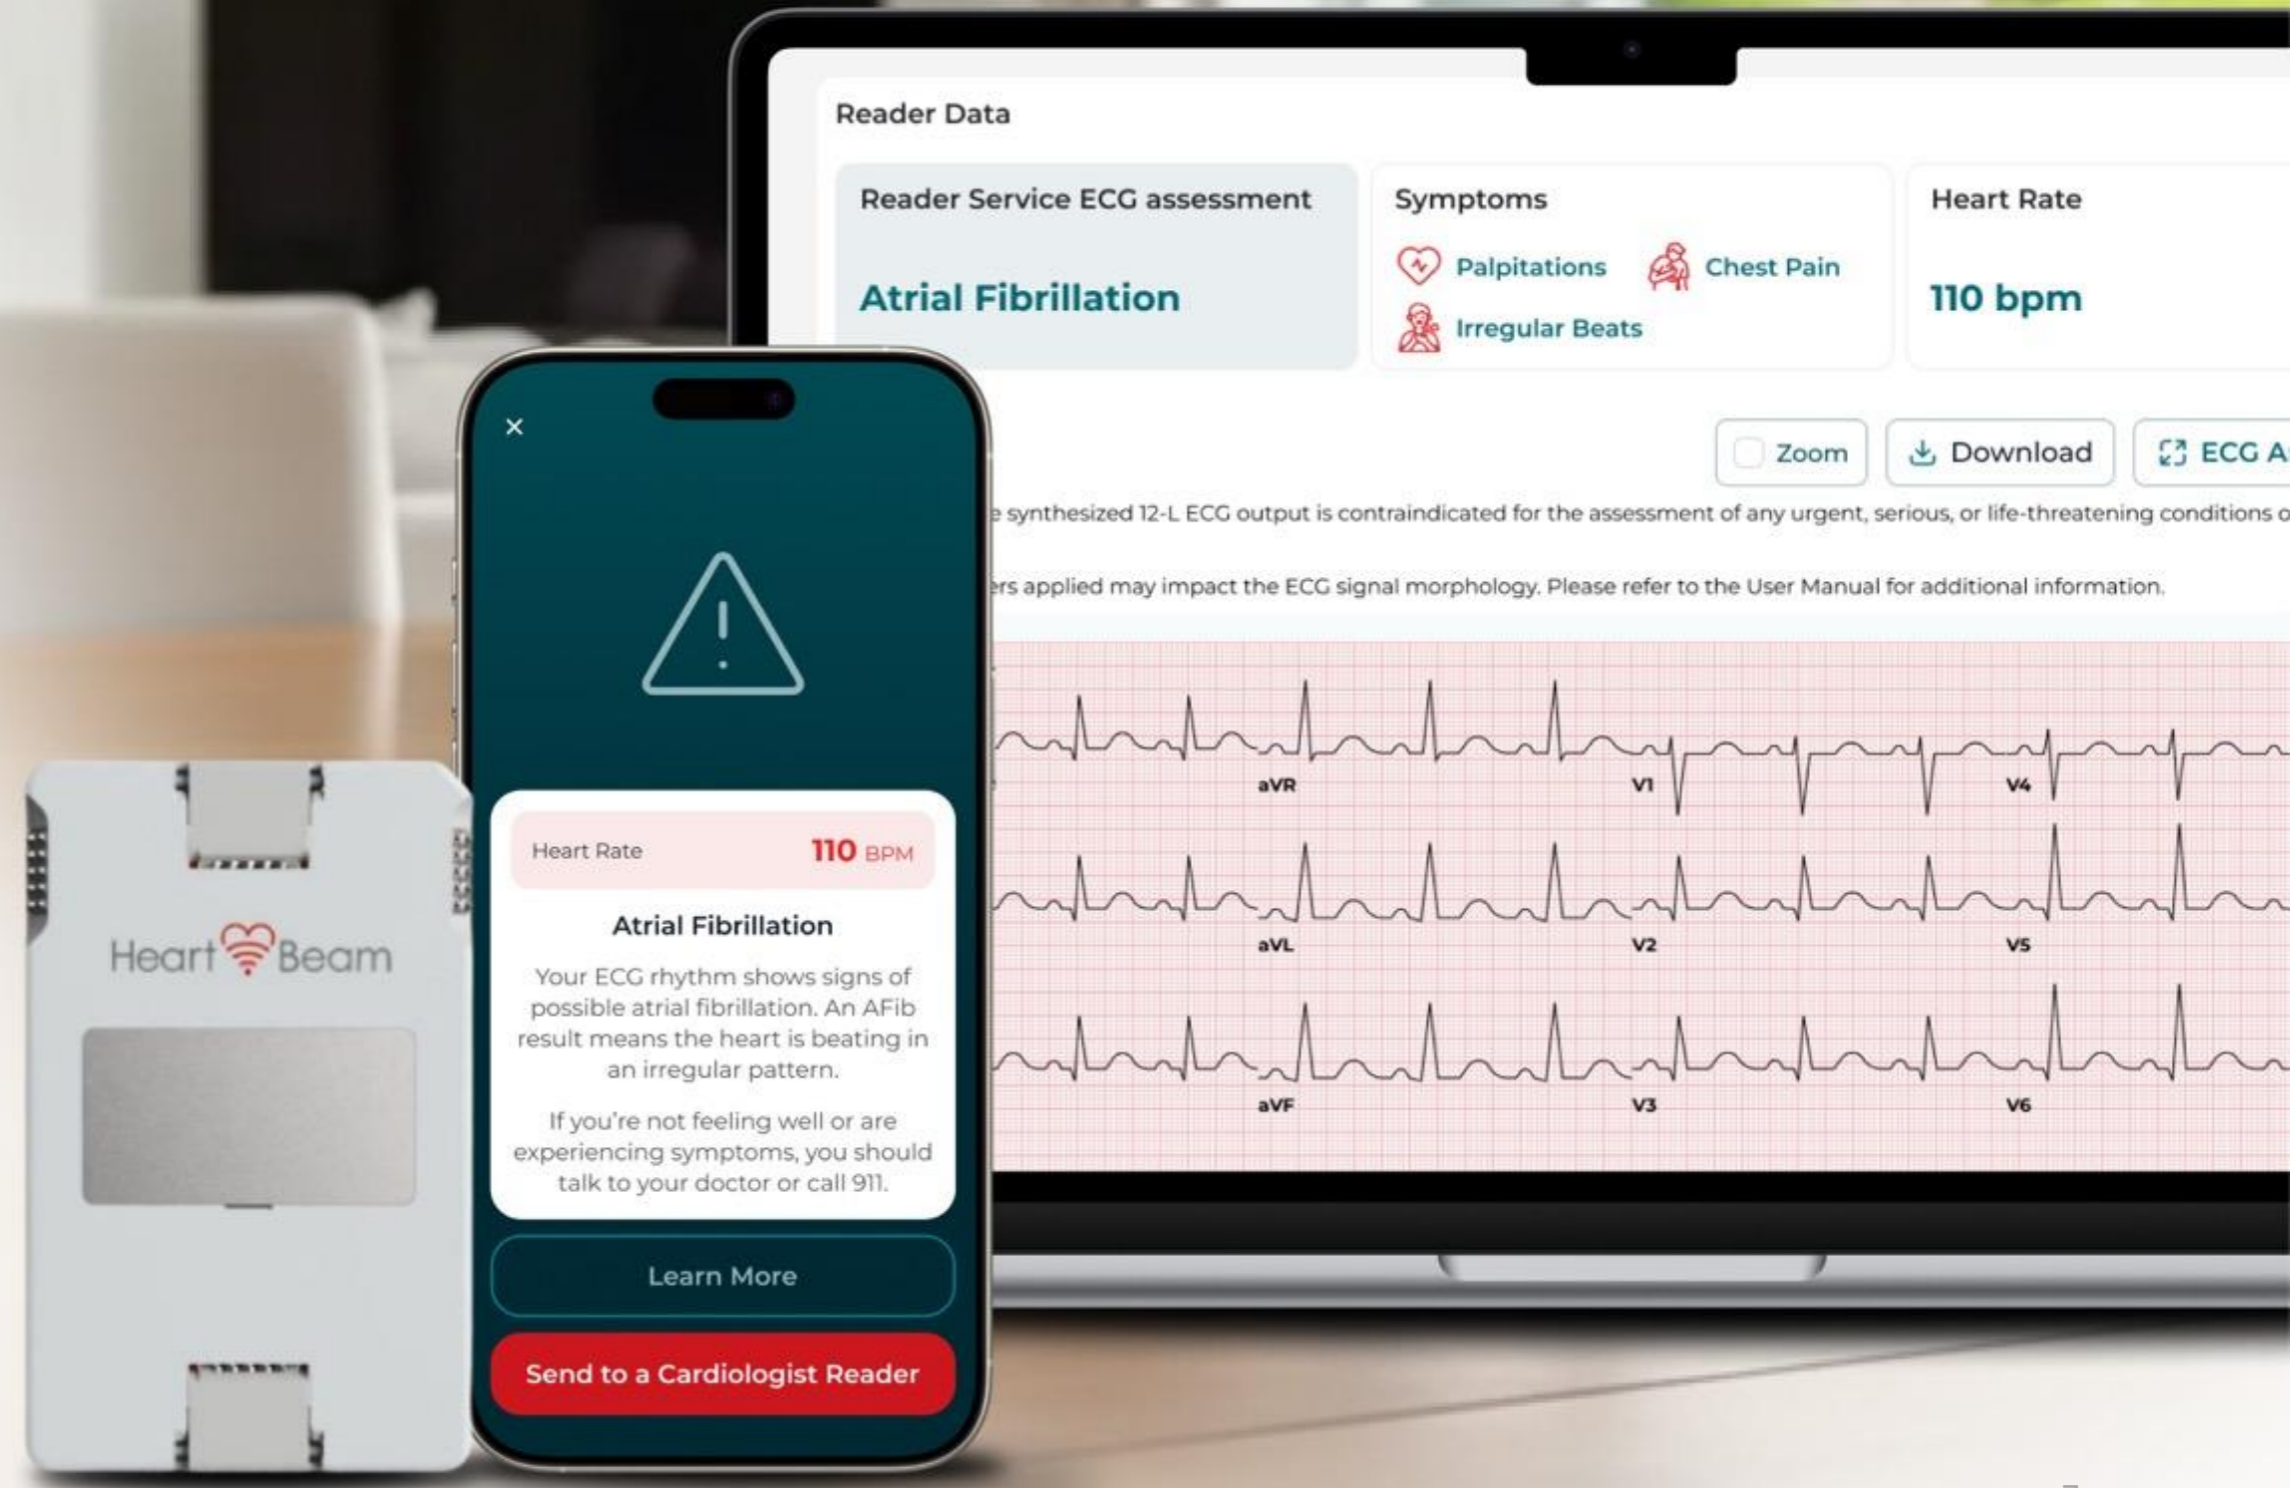 Reader Data
Reader Service ECG assessment
Atrial Fibrillation
Symptoms
Palpitations
Chest Pain
Irregular Beats
Heart Rate
110 bpm
Zoom
Download
ECG A
e synthesized 12-L ECG output is contraindicated for the assessment of any urgent, serious, or life-threatening conditions o
ers applied may impact the ECG signal morphology. Please refer to the User Manual for additional information.
aVR
V1
V4
aVL
V2
V5
aVF
V3
V6
Heart Beam
Heart Rate
110 BPM
Atrial Fibrillation
Your ECG rhythm shows signs of
possible atrial fibrillation. An AFib
result means the heart is beating in
an irregular pattern.
If you're not feeling well or are
experiencing symptoms, you should
talk to your doctor or call 911.
Learn More
Send to a Cardiologist Reader